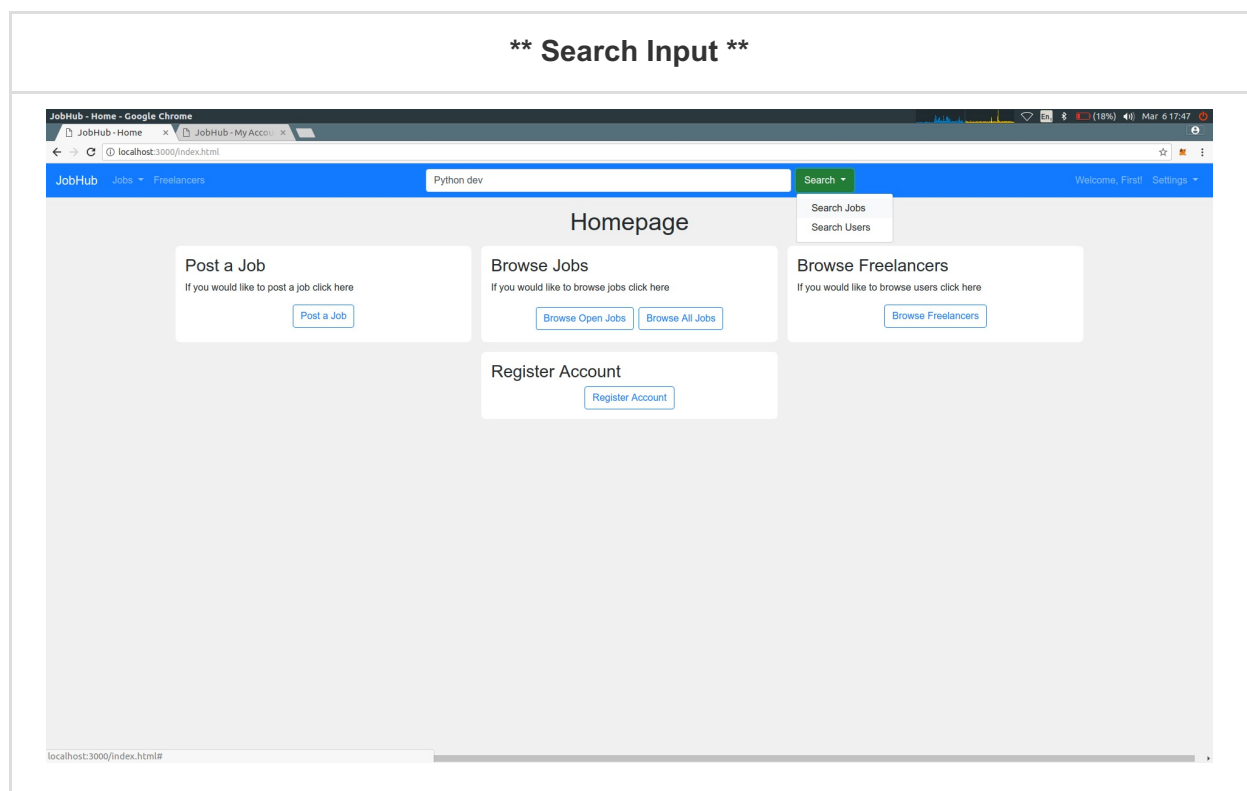 ** Search Input **
JobHub - Home - Google Chrome
En. (18%) Mar 6 17:47
JobHub - Home × JobHub - My Accou ×
localhost:3000/index.html
JobHub Jobs Freelancers Python dev Search Welcome, First! Settings
Search Jobs
Search Users
Homepage
Post a Job
If you would like to post a job click here
Post a Job
Browse Jobs
If you would like to browse jobs click here
Browse Open Jobs Browse All Jobs
Browse Freelancers
If you would like to browse users click here
Browse Freelancers
Register Account
Register Account
localhost:3000/index.html#